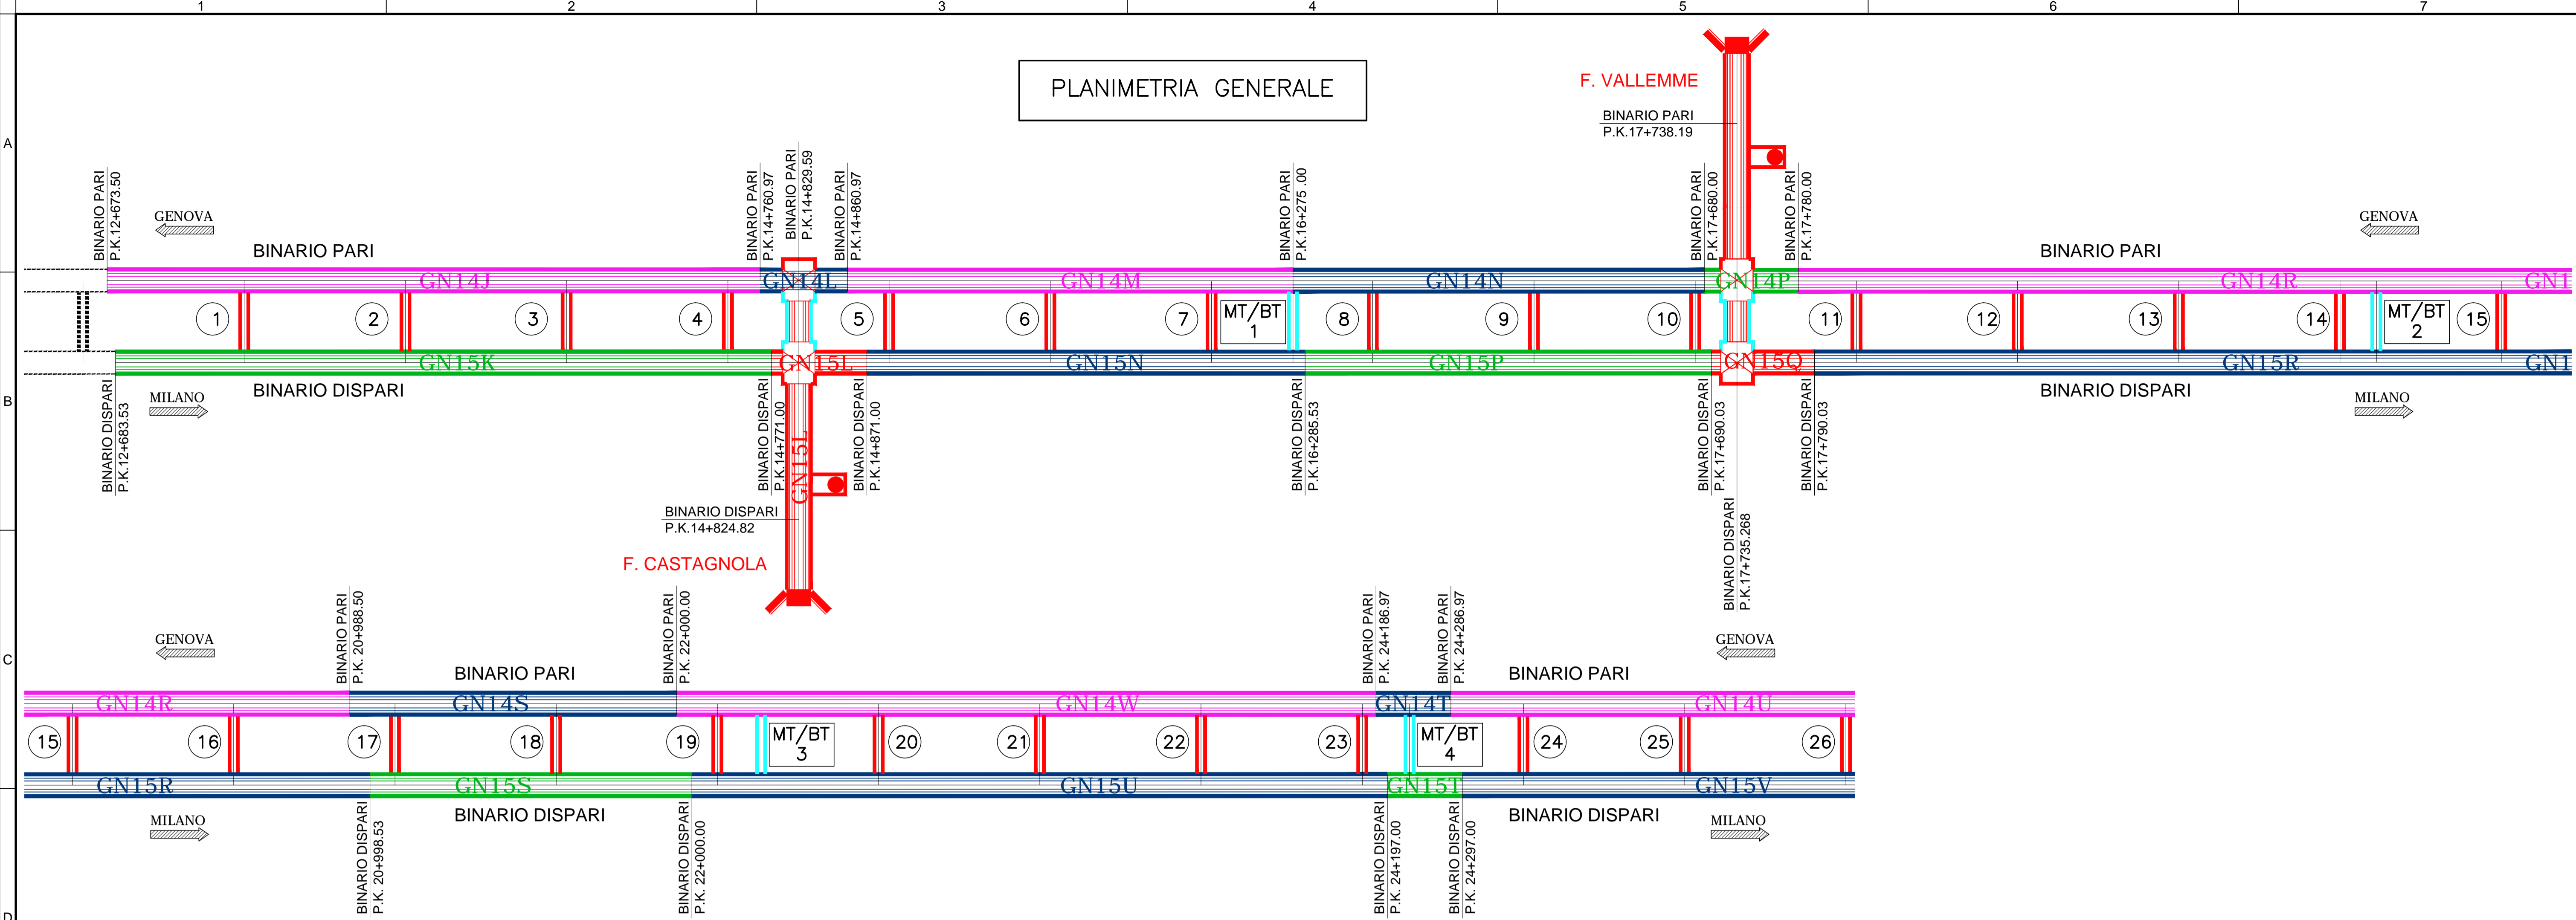 1
2
3
4
5
6
7
A
B
C
D
PLANIMETRIA GENERALE
F. VALLEMME
BINARIO PARI
P.K.17+738.19
BINARIO PARI
P.K.12+673.50
BINARIO PARI
P.K.14+760.97
BINARIO PARI
P.K.14+829.59
BINARIO PARI
P.K.14+860.97
BINARIO PARI
P.K.16+275 .00
BINARIO PARI
P.K.17+680.00
BINARIO PARI
P.K.17+780.00
GENOVA
GENOVA
BINARIO PARI
BINARIO PARI
GN14J
GN14L
GN14M
GN14N
GN14P
GN14R
GN1
1
2
3
4
5
6
7
MT/BT
1
8
9
10
11
12
13
14
MT/BT
2
15
GN15K
GN15L
GN15N
GN15P
GN15Q
GN15R
GN1
BINARIO DISPARI
BINARIO DISPARI
MILANO
MILANO
BINARIO DISPARI
P.K.12+683.53
BINARIO DISPARI
P.K.14+771.00
GN15L
BINARIO DISPARI
P.K.14+871.00
BINARIO DISPARI
P.K.16+285.53
BINARIO DISPARI
P.K.17+690.03
BINARIO DISPARI
P.K.17+735.268
BINARIO DISPARI
P.K.17+790.03
BINARIO DISPARI
P.K.14+824.82
F. CASTAGNOLA
BINARIO PARI
P.K. 20+988.50
BINARIO PARI
P.K. 22+000.00
BINARIO PARI
P.K. 24+186.97
BINARIO PARI
P.K. 24+286.97
GENOVA
GENOVA
BINARIO PARI
BINARIO PARI
GN14R
GN14S
GN14W
GN14T
GN14U
15
16
17
18
19
MT/BT
3
20
21
22
23
MT/BT
4
24
25
26
GN15R
GN15S
GN15U
GN15T
GN15V
BINARIO DISPARI
BINARIO DISPARI
MILANO
MILANO
BINARIO DISPARI
P.K. 20+998.53
BINARIO DISPARI
P.K. 22+000.00
BINARIO DISPARI
P.K. 24+197.00
BINARIO DISPARI
P.K. 24+297.00